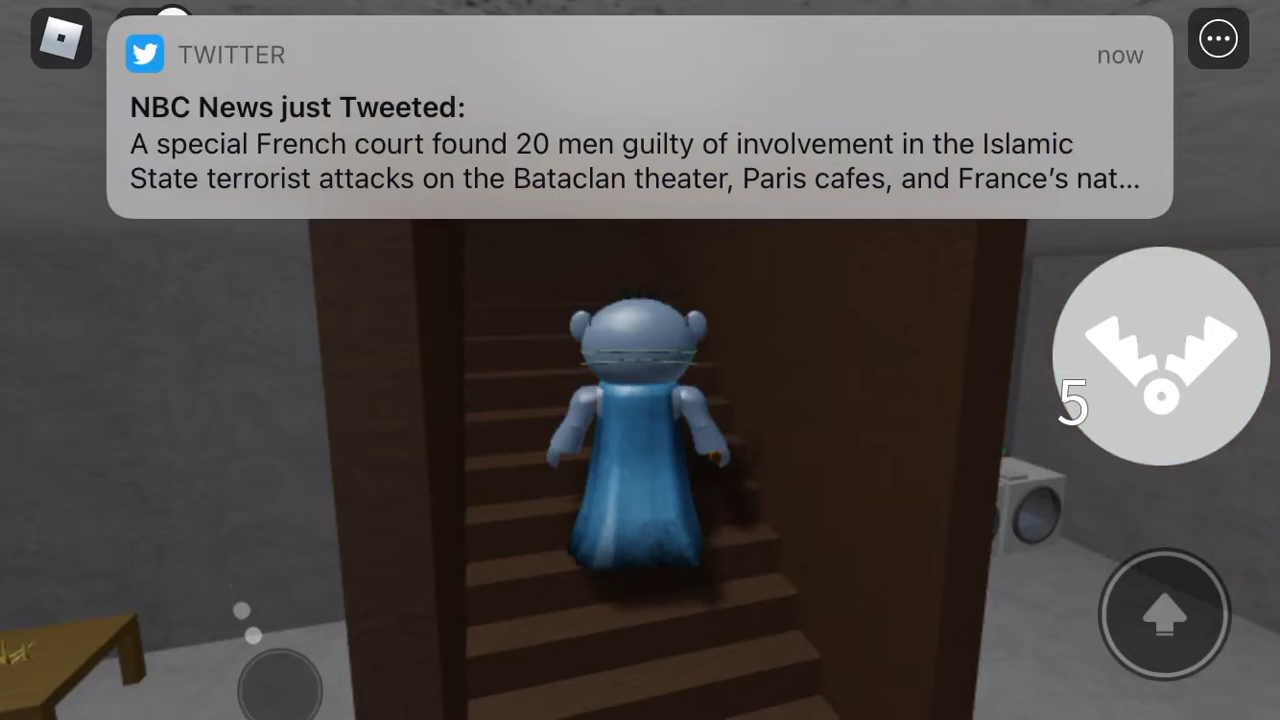 TWITTER
now
NBC News just Tweeted:
A special French court found 20 men guilty of involvement in the Islamic
State terrorist attacks on the Bataclan theater, Paris cafes, and France’s nat...
5